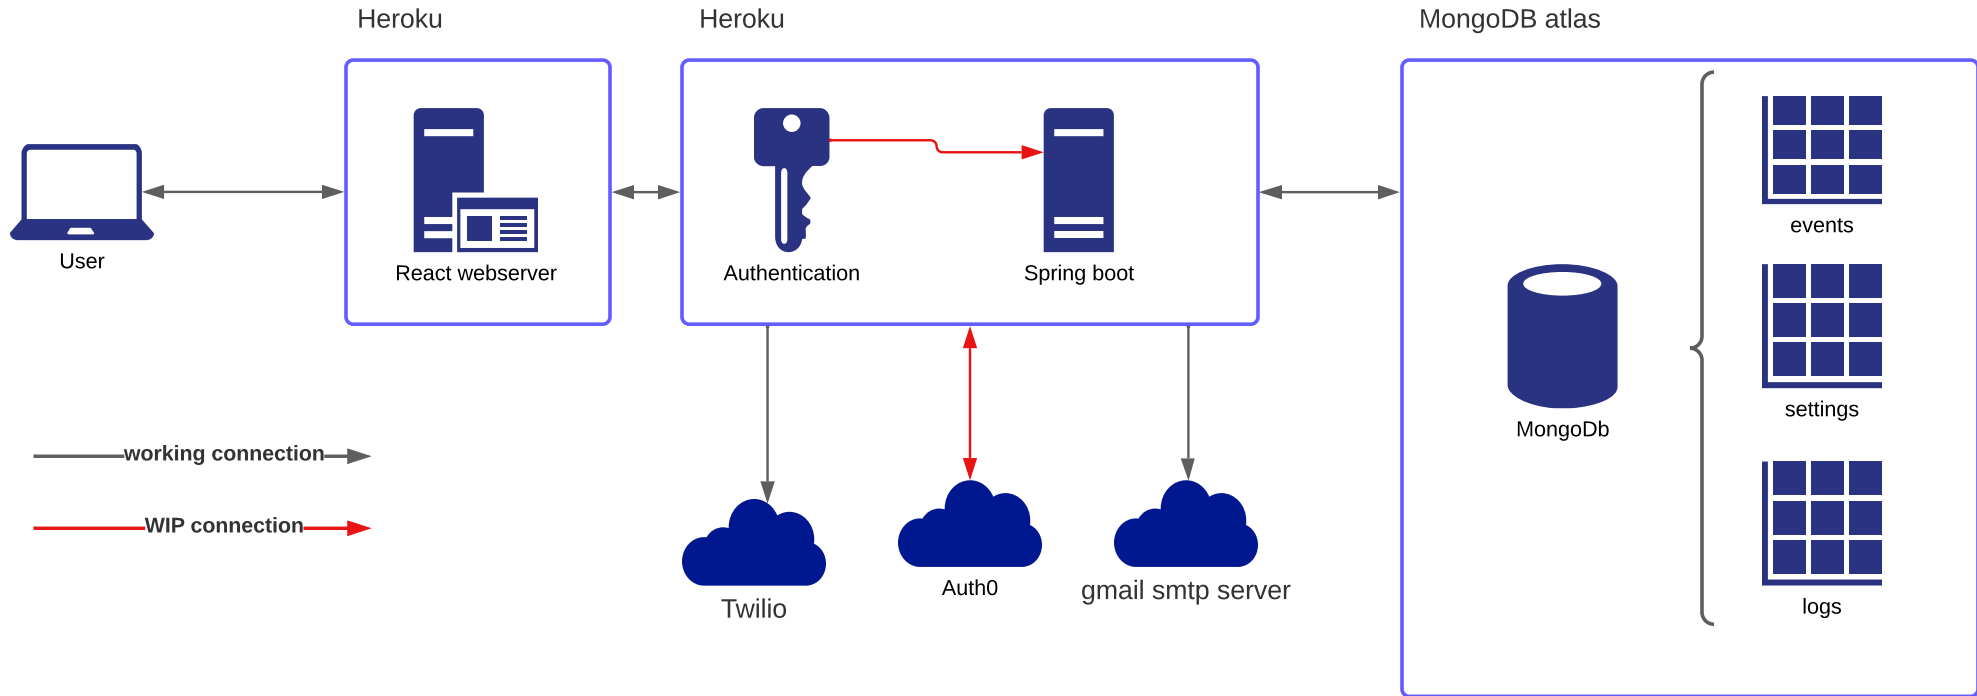 Heroku
Heroku
MongoDB atlas
User
React webserver
Authentication
Spring boot
events
settings
MongoDb
logs
working connection
WIP connection
Twilio
Auth0
gmail smtp server